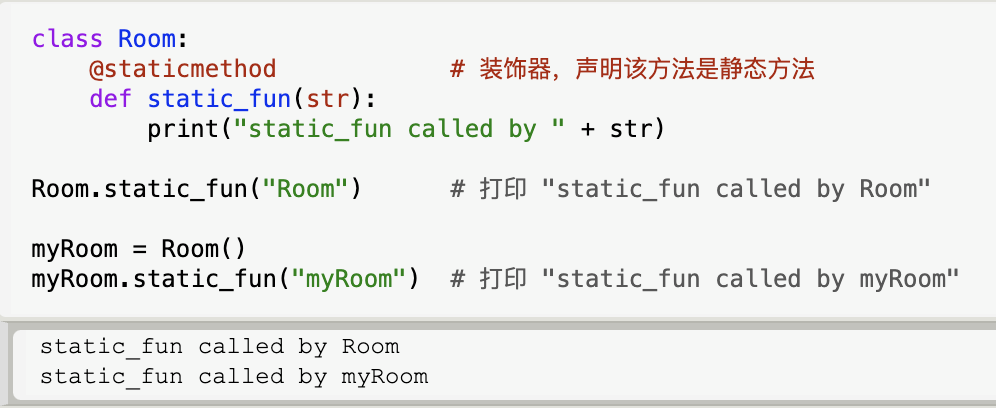 class Room:
    @staticmethod            # 装饰器，声明该方法是静态方法
    def static_fun(str):
        print("static_fun called by " + str)
Room.static_fun("Room")      # 打印 "static_fun called by Room"
myRoom = Room()
myRoom.static_fun("myRoom")  # 打印 "static_fun called by myRoom"
static_fun called by Room
static_fun called by myRoom